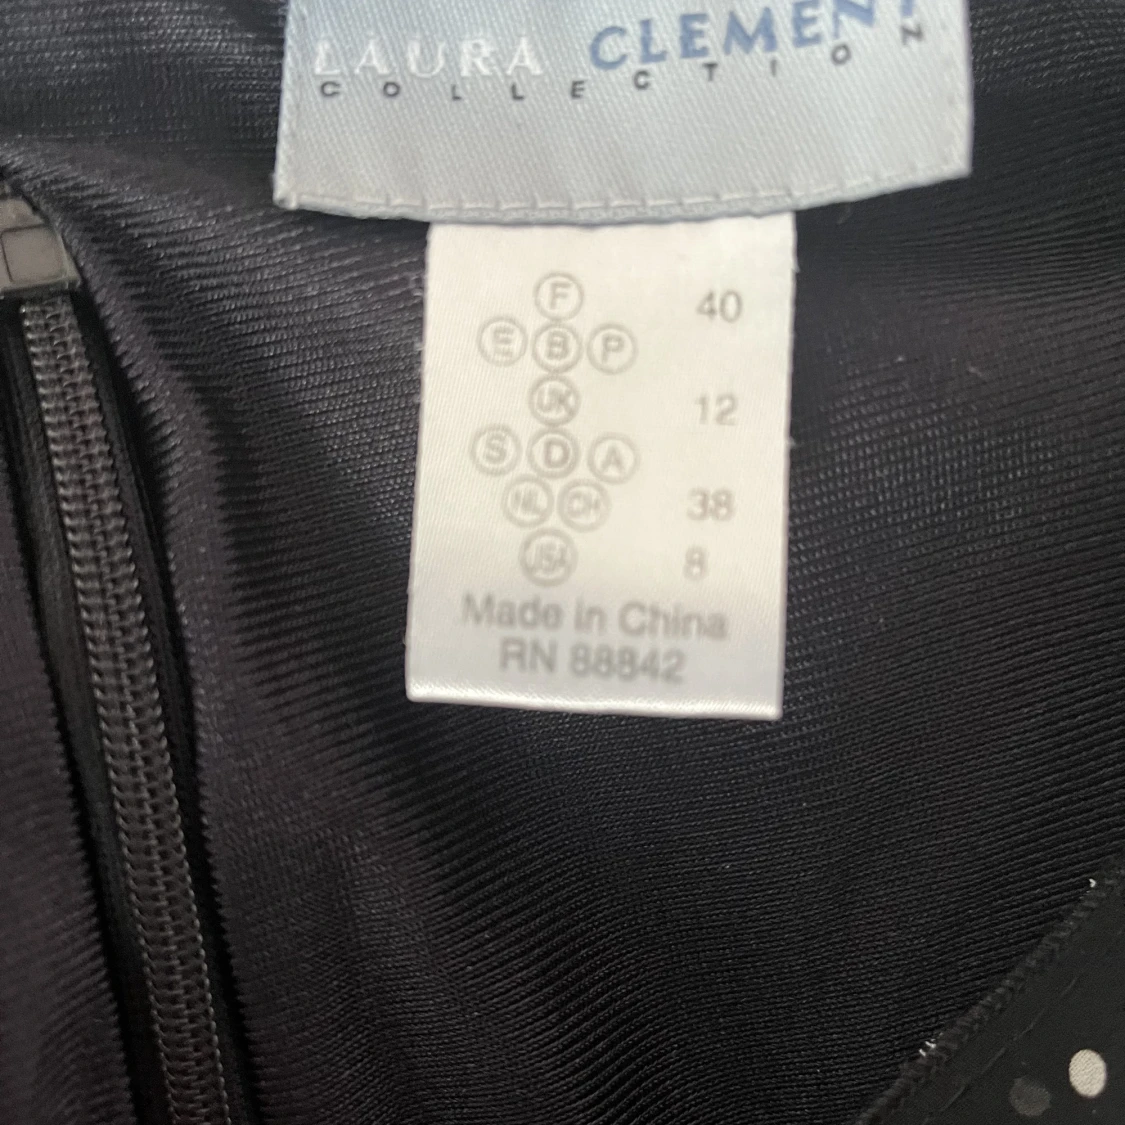 LAURA CLEMENT
COLLECTION
F 40
E B P
UK 12
S D A
NL CH 38
USA 8
Made in China
RN 88842